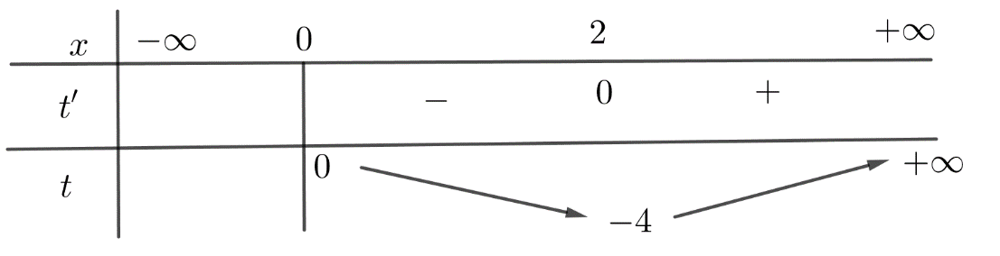 x −∞ 0 2 +∞
t′ − 0 +
t 0 −4 +∞